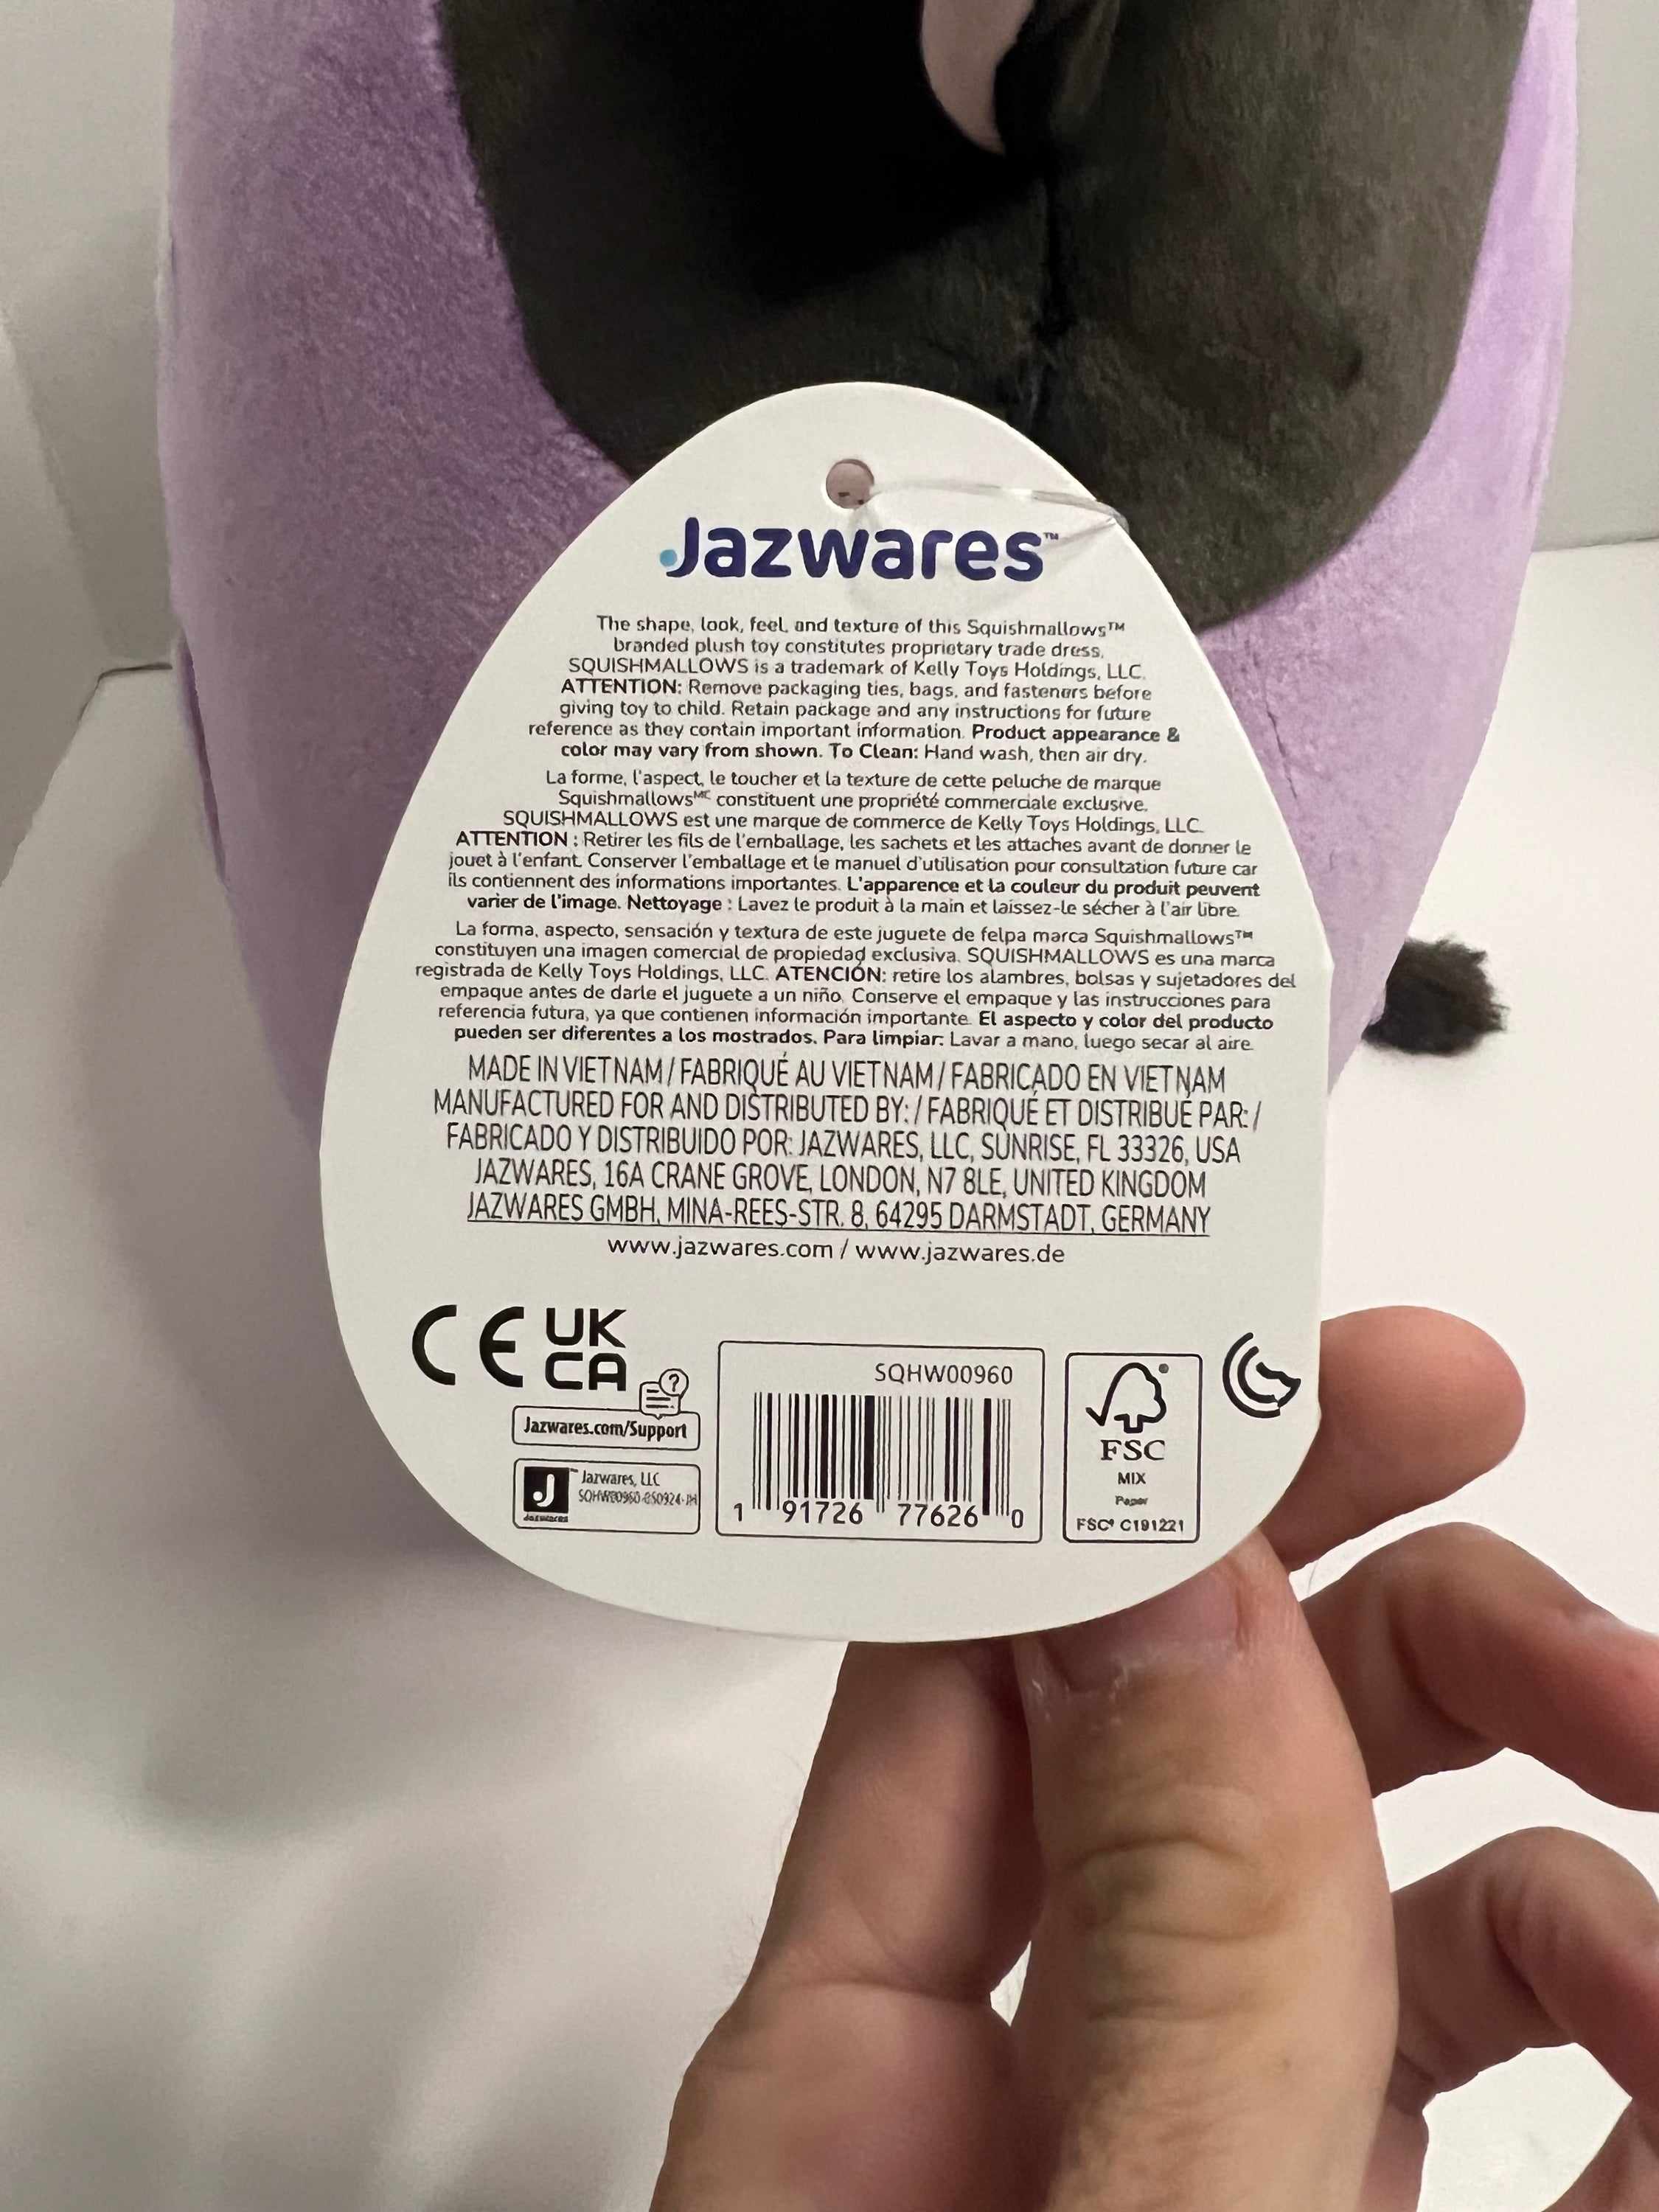 Jazwares™
The shape, look, feel, and texture of this Squishmallows™
branded plush toy constitutes proprietary trade dress.
SQUISHMALLOWS is a trademark of Kelly Toys Holdings, LLC.
ATTENTION: Remove packaging ties, bags, and fasteners before
giving toy to child. Retain package and any instructions for future
reference as they contain important information. Product appearance &
color may vary from shown. To Clean: Hand wash, then air dry.
La forme, l'aspect, le toucher et la texture de cette peluche de marque
Squishmallowsᴹᶜ constituent une propriété commerciale exclusive.
SQUISHMALLOWS est une marque de commerce de Kelly Toys Holdings, LLC.
ATTENTION : Retirer les fils de l'emballage, les sachets et les attaches avant de donner le
jouet à l'enfant. Conserver l'emballage et le manuel d'utilisation pour consultation future car
ils contiennent des informations importantes. L'apparence et la couleur du produit peuvent
varier de l'image. Nettoyage : Lavez le produit à la main et laissez-le sécher à l'air libre.
La forma, aspecto, sensación y textura de este juguete de felpa marca Squishmallows™
constituyen una imagen comercial de propiedad exclusiva. SQUISHMALLOWS es una marca
registrada de Kelly Toys Holdings, LLC. ATENCIÓN: retire los alambres, bolsas y sujetadores del
empaque antes de darle el juguete a un niño. Conserve el empaque y las instrucciones para
referencia futura, ya que contienen información importante. El aspecto y color del producto
pueden ser diferentes a los mostrados. Para limpiar: Lavar a mano, luego secar al aire.
MADE IN VIETNAM / FABRIQUÉ AU VIETNAM / FABRICADO EN VIETNAM
MANUFACTURED FOR AND DISTRIBUTED BY: / FABRIQUÉ ET DISTRIBUÉ PAR: /
FABRICADO Y DISTRIBUIDO POR: JAZWARES, LLC, SUNRISE, FL 33326, USA
JAZWARES, 16A CRANE GROVE, LONDON, N7 8LE, UNITED KINGDOM
JAZWARES GMBH, MINA-REES-STR. 8, 64295 DARMSTADT, GERMANY
www.jazwares.com / www.jazwares.de
CE UK
CA
?
Jazwares.com/Support
J
Jazwares
Jazwares, LLC
SQHW00960
1 91726 77626 0
FSC®
MIX
Paper
FSC® C191221